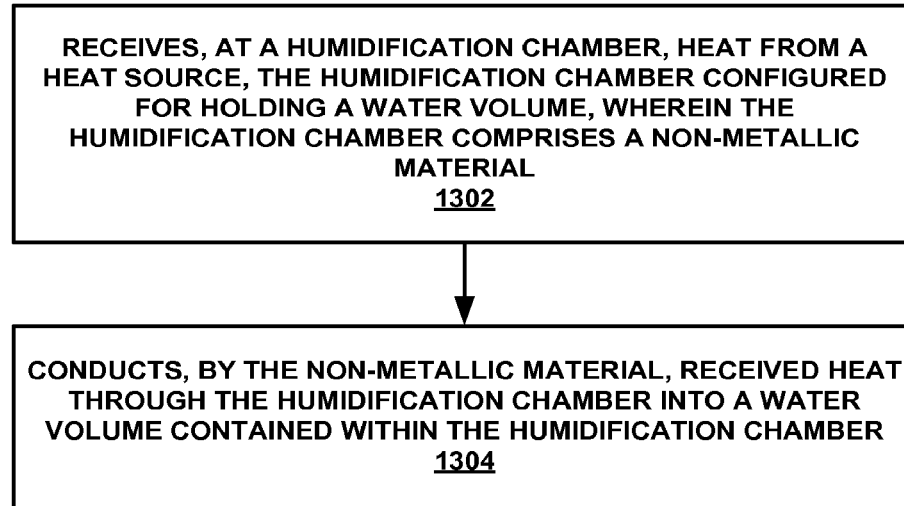 RECEIVES, AT A HUMIDIFICATION CHAMBER, HEAT FROM A
HEAT SOURCE, THE HUMIDIFICATION CHAMBER CONFIGURED
FOR HOLDING A WATER VOLUME, WHEREIN THE
HUMIDIFICATION CHAMBER COMPRISES A NON-METALLIC
MATERIAL
1302
CONDUCTS, BY THE NON-METALLIC MATERIAL, RECEIVED HEAT
THROUGH THE HUMIDIFICATION CHAMBER INTO A WATER
VOLUME CONTAINED WITHIN THE HUMIDIFICATION CHAMBER
1304